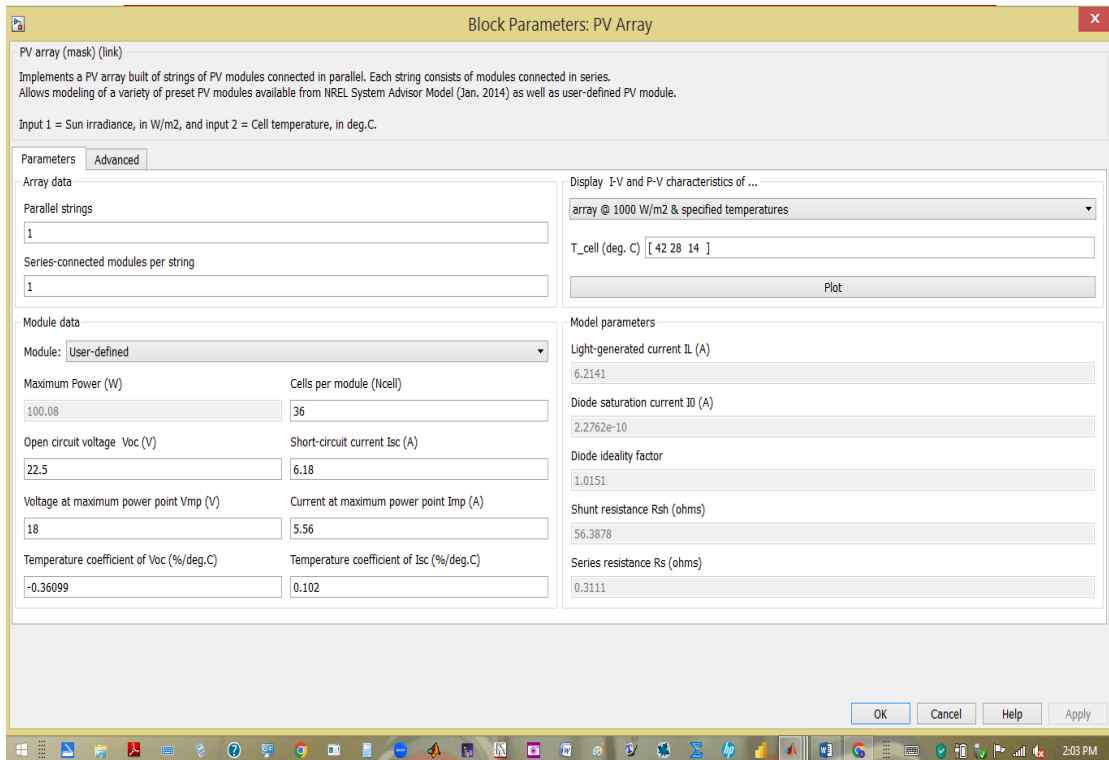 Block Parameters: PV Array
x
PV array (mask) (link)
Implements a PV array built of strings of PV modules connected in parallel. Each string consists of modules connected in series.
Allows modeling of a variety of preset PV modules available from NREL System Advisor Model (Jan. 2014) as well as user-defined PV module.
Input 1 = Sun irradiance, in W/m2, and input 2 = Cell temperature, in deg.C.
Parameters Advanced
Array data
Parallel strings
1
Series-connected modules per string
1
Display I-V and P-V characteristics of ...
array @ 1000 W/m2 & specified temperatures
T_cell (deg. C) [ 42 28 14 ]
Plot
Module data
Module: User-defined
Maximum Power (W) Cells per module (Ncell)
100.08 36
Open circuit voltage Voc (V) Short-circuit current Isc (A)
22.5 6.18
Voltage at maximum power point Vmp (V) Current at maximum power point Imp (A)
18 5.56
Temperature coefficient of Voc (%/deg.C) Temperature coefficient of Isc (%/deg.C)
-0.36099 0.102
Model parameters
Light-generated current IL (A)
6.2141
Diode saturation current I0 (A)
2.2762e-10
Diode ideality factor
1.0151
Shunt resistance Rsh (ohms)
56.3878
Series resistance Rs (ohms)
0.3111
OK Cancel Help Apply
2:03 PM